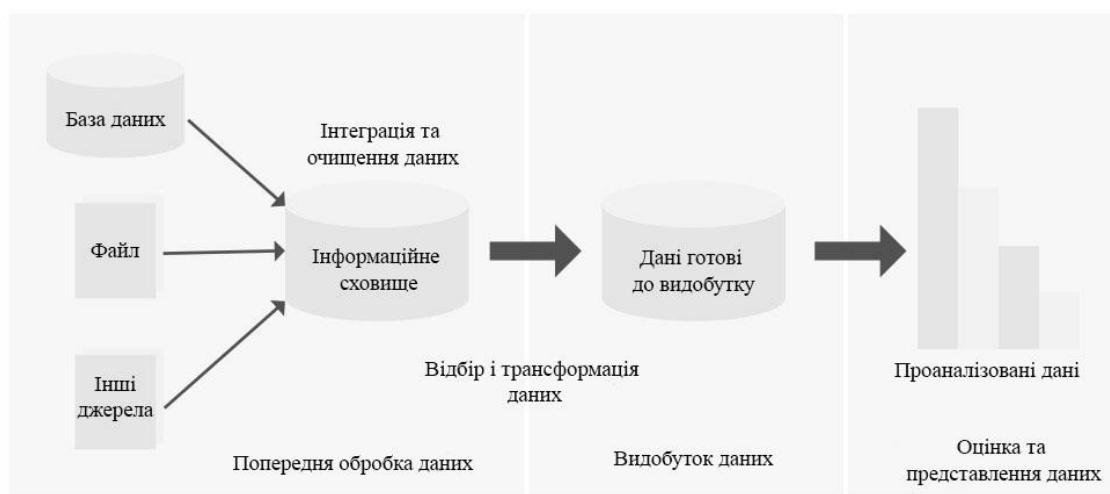 База даних
Інтеграція та
очищення даних
Файл
Інформаційне
сховище
Дані готові
до видобутку
Інші
джерела
Відбір і трансформація
даних
Проаналізовані дані
Попередня обробка даних
Видобуток даних
Оцінка та
представлення даних